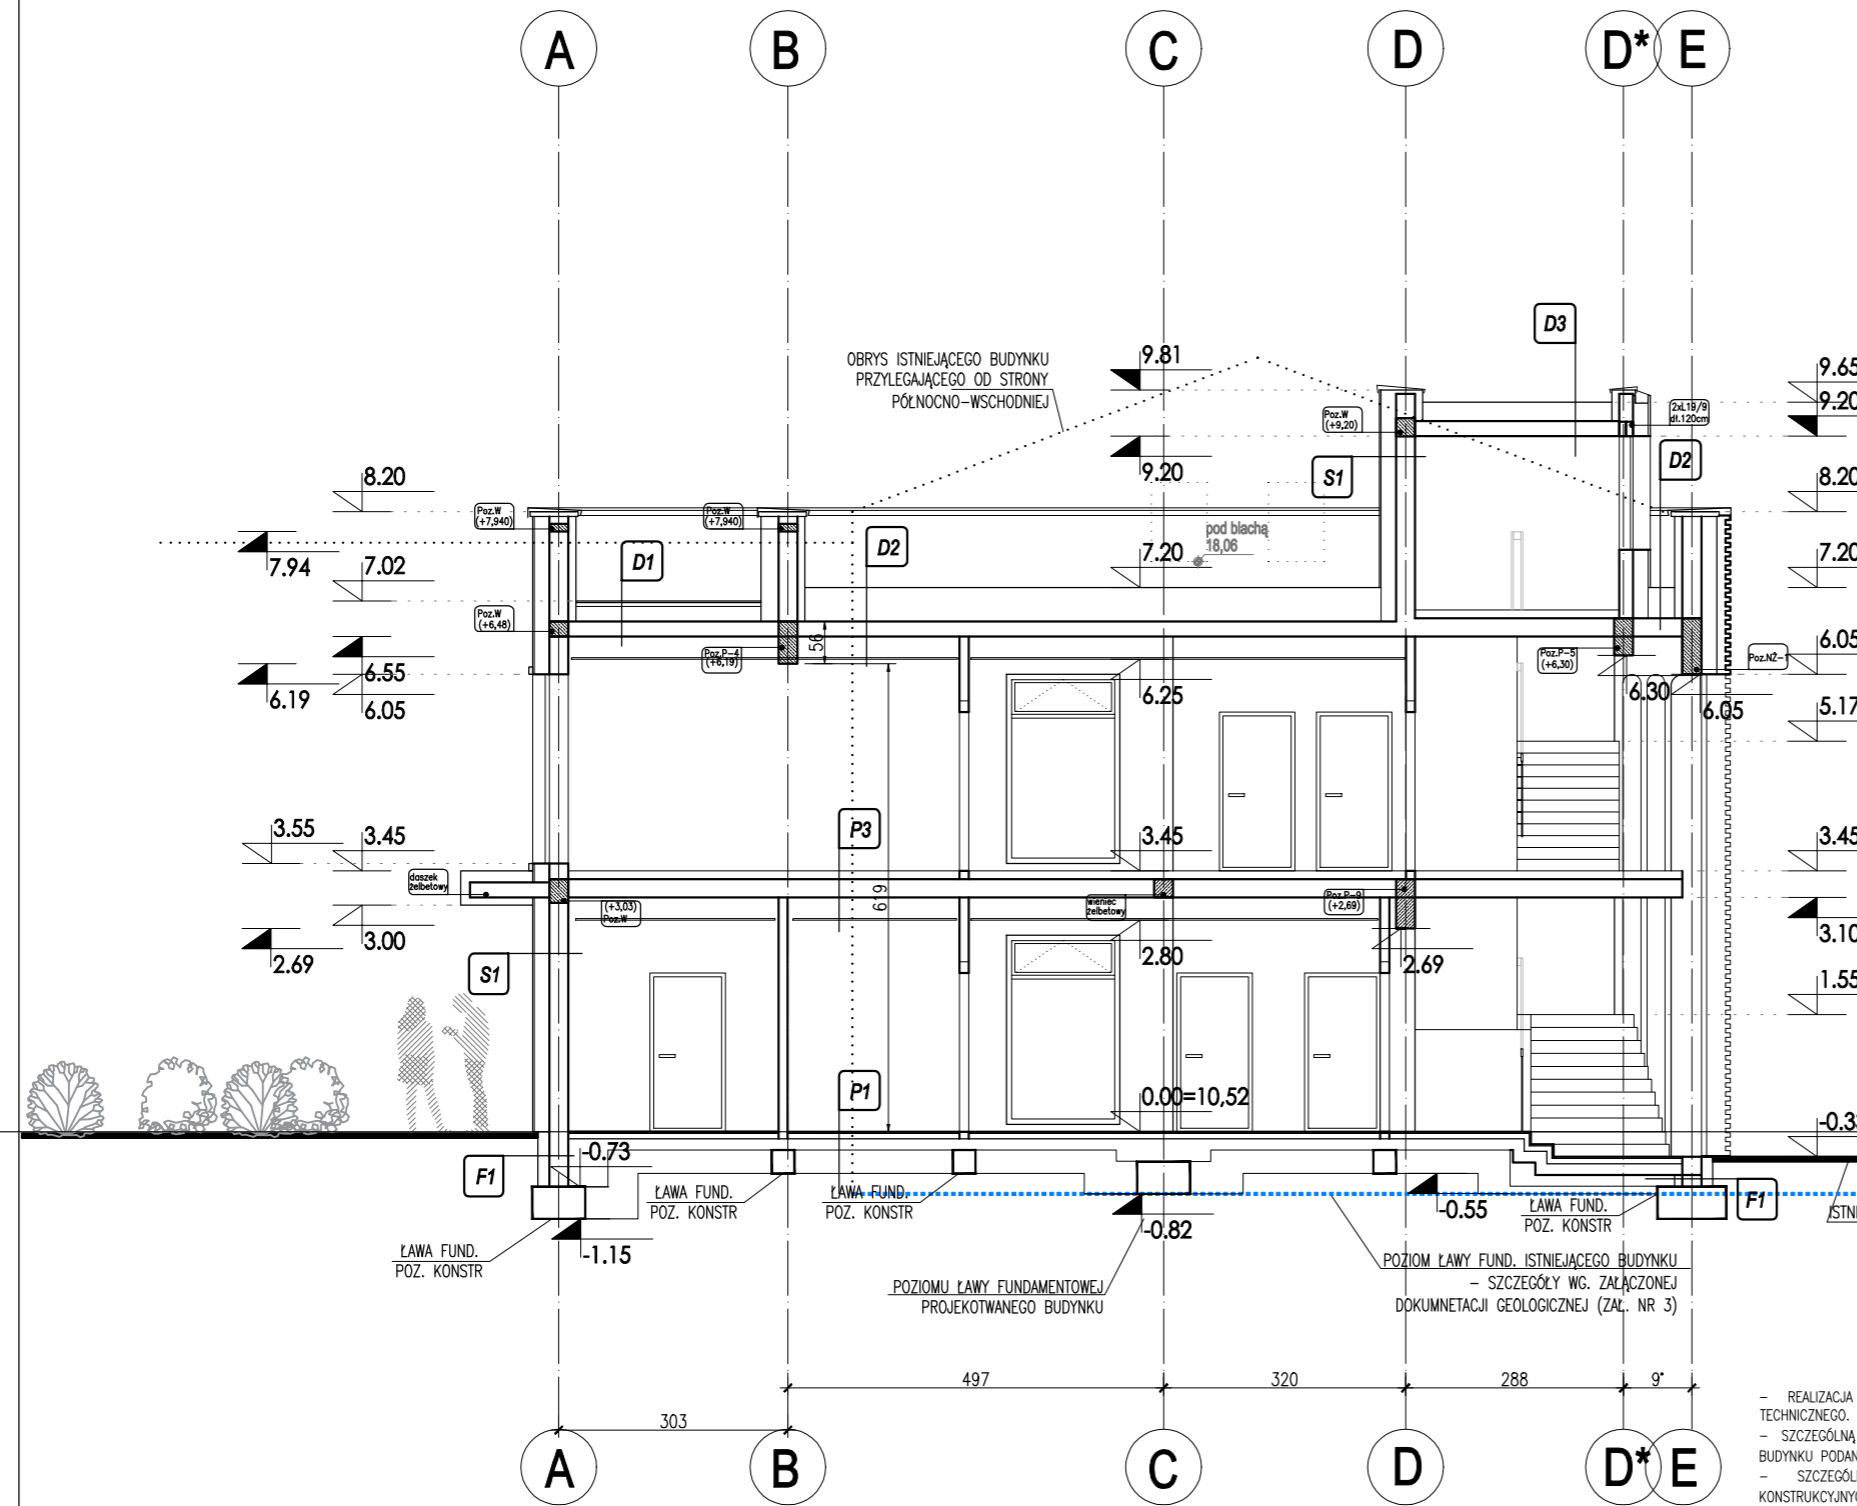 A B C D D* E
D3
OBRYS ISTNIEJĄCEGO BUDYNKU
PRZYLEGAJĄCEGO OD STRONY
PÓŁNOCNO-WSCHODNIEJ
9.81
9.65
9.20
Poz.W
(+9,20)
2xL19/9
dł.120cm
9.20
S1
D2
8.20
8.20
Poz.W
(+7,940)
Poz.W
(+7,940)
pod blachą
18,06
7.94
7.02
D1
D2
7.20
7.20
Poz.W
(+6,48)
56
Poz.P-4
(+6,19)
Poz.P-5
(+6,30)
Poz.NŻ-1
6.05
6.55
6.19
6.05
6.25
6.30
6.05
5.17
3.55
3.45
P3
3.45
3.45
daszek
żelbetowy
619
(+3,03)
Poz.W
wieniec
żelbetowy
Poz.P-9
(+2,69)
3.00
3.10
2.69
S1
2.80
2.69
1.55
P1
0.00=10,52
-0.73
F1
ŁAWA FUND.
POZ. KONSTR
ŁAWA FUND.
POZ. KONSTR
-0.82
-0.55
ŁAWA FUND.
POZ. KONSTR
F1
ŁAWA FUND.
POZ. KONSTR
-1.15
POZIOMU ŁAWY FUNDAMENTOWEJ
PROJEKOTWANEGO BUDYNKU
POZIOM ŁAWY FUND. ISTNIEJĄCEGO BUDYNKU
- SZCZEGÓŁY WG. ZAŁĄCZONEJ
DOKUMNETACJI GEOLOGICZNEJ (ZAŁ. NR 3)
303 497 320 288 9*
- REALIZACJA
TECHNICZNEGO.
- SZCZEGÓLNĄ
BUDYNKU
-
A B C D D* E